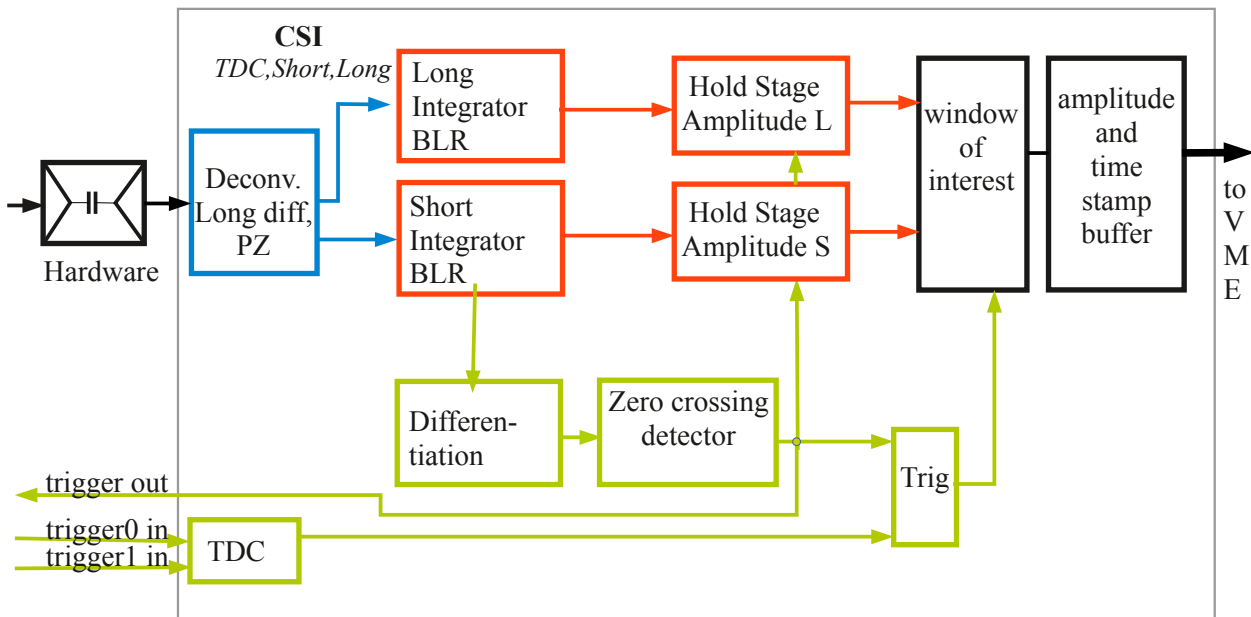 CSI
TDC,Short,Long
Hardware
Deconv.
Long diff,
PZ
Long
Integrator
BLR
Hold Stage
Amplitude L
Short
Integrator
BLR
Hold Stage
Amplitude S
window
of
interest
amplitude
and
time
stamp
buffer
to
V
M
E
Differen-
tiation
Zero crossing
detector
Trig
trigger out
trigger0 in
trigger1 in
TDC